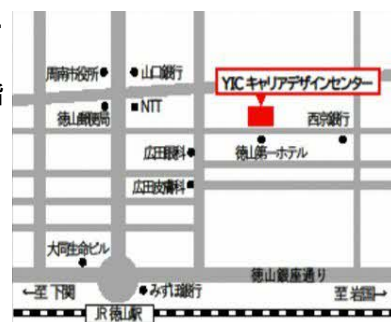 周南市役所
山口銀行
YICキャリアデザインセンター
徳山郵便局
NTT
西京銀行
広田眼科
徳山第一ホテル
広田皮膚科
大同生命ビル
徳山銀座通り
←至下関
みずほ銀行
至岩国→
JR徳山駅